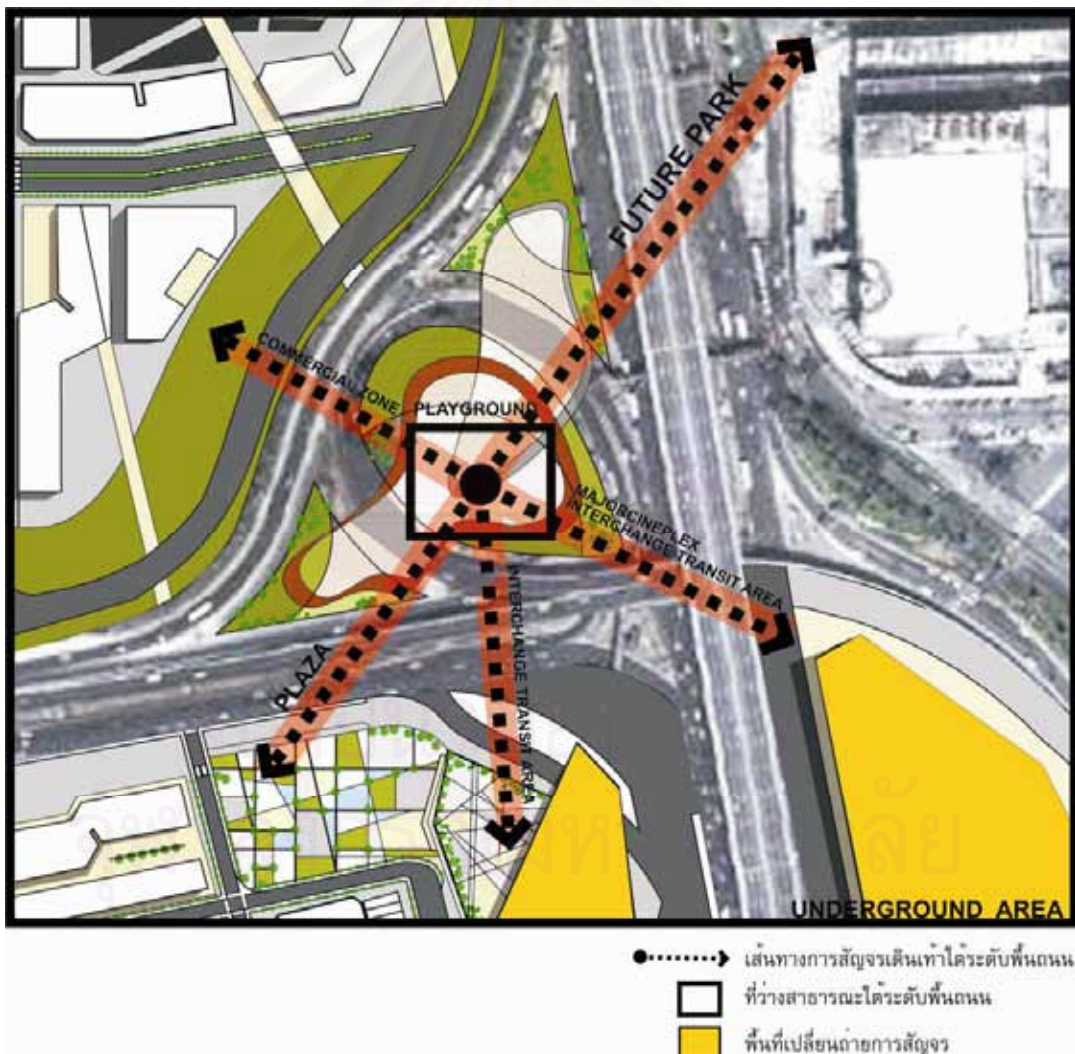 FUTURE PARK
COMMERCIAL ZONE
PLAYGROUND
MAJORCINEPLEX
INTERCHANGE TRANSIT AREA
INTERCHANGE TRANSIT AREA
PLAZA
UNDERGROUND AREA
เส้นทางการสัญจรเดินเท้าใต้ระดับพื้นถนน
ที่ว่างสาธารณะใต้ระดับพื้นถนน
พื้นที่เปลี่ยนถ่ายการสัญจร